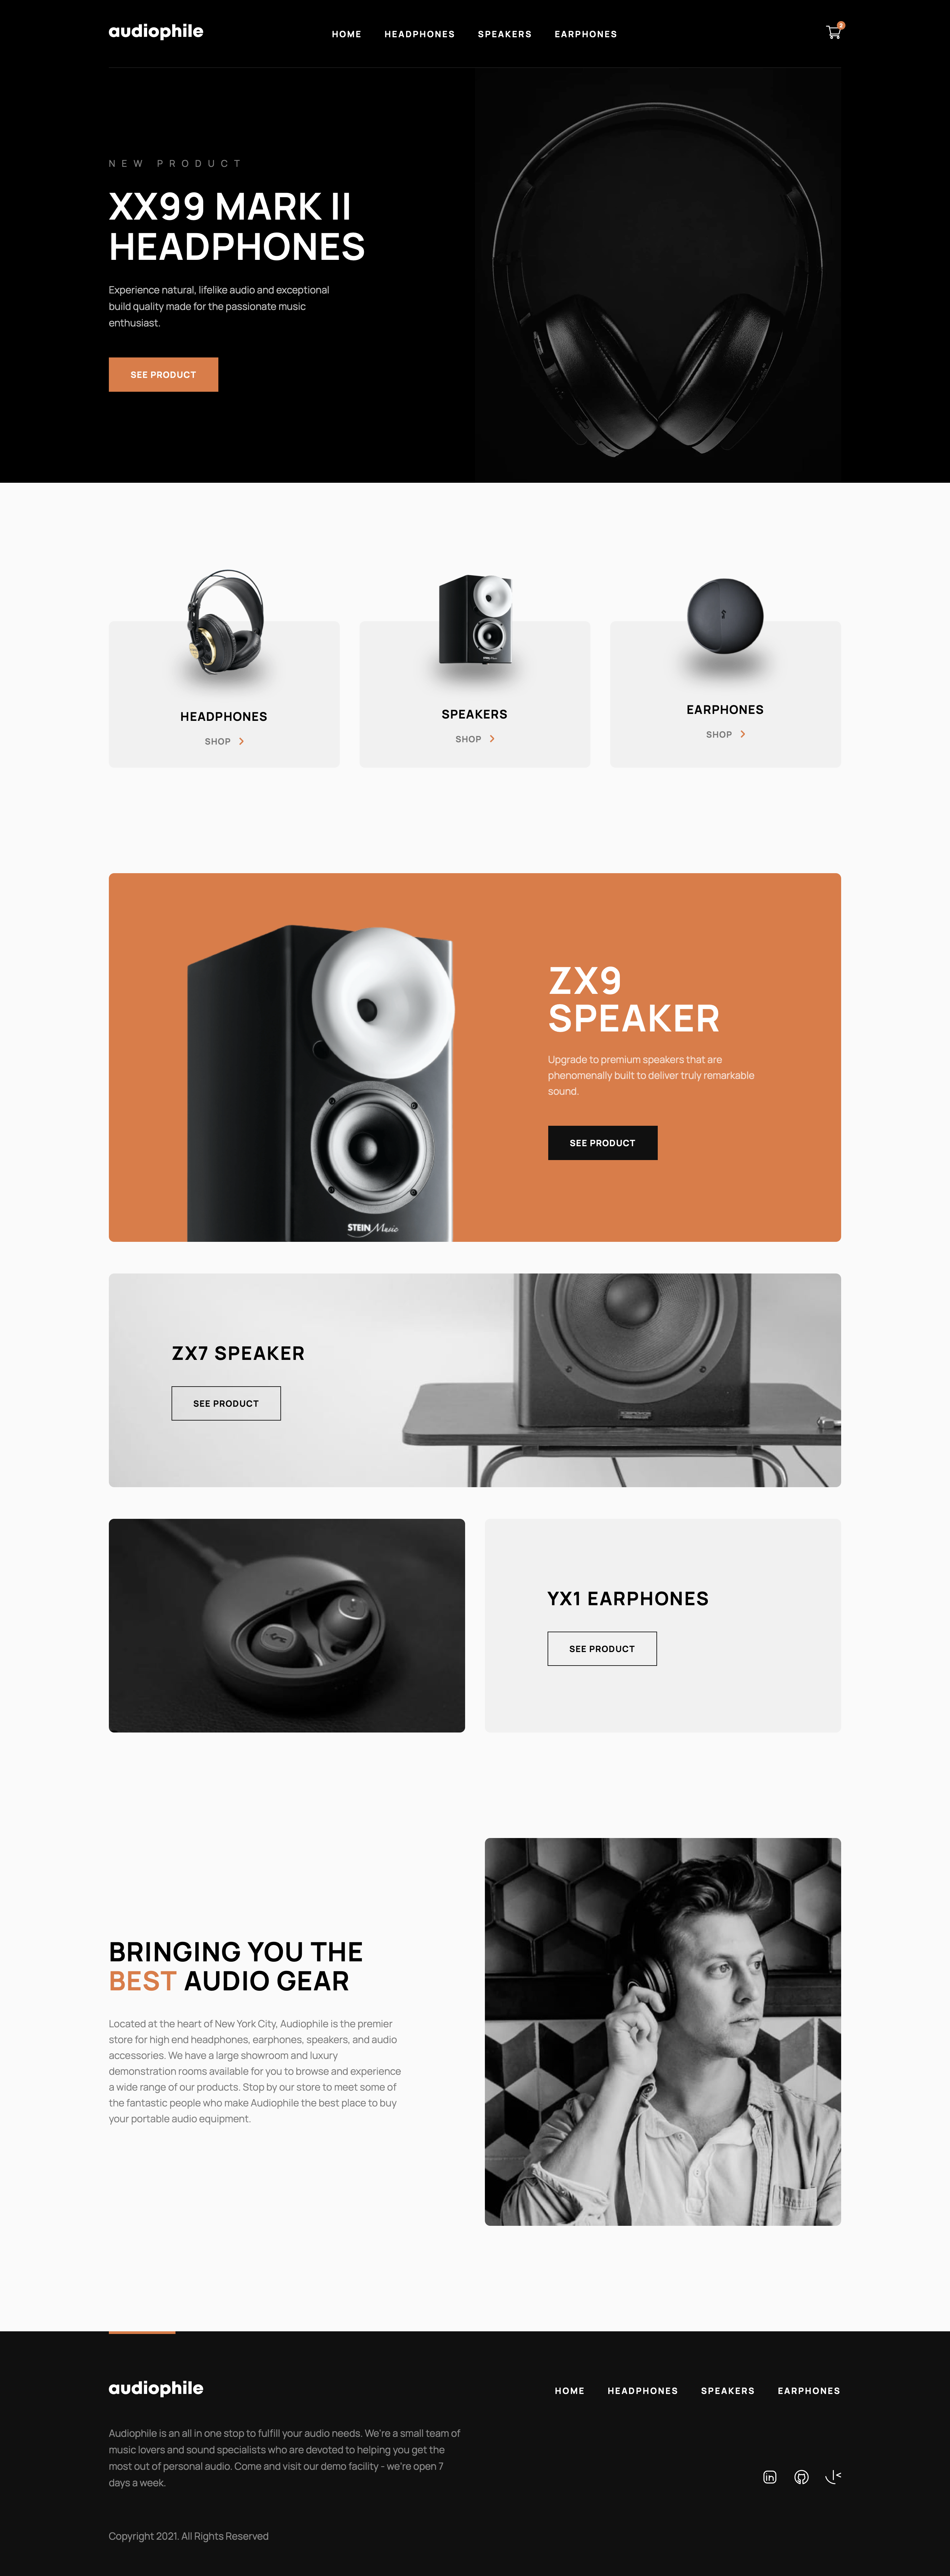 audiophile
HOME HEADPHONES SPEAKERS EARPHONES
2
NEW PRODUCT
XX99 MARK II
HEADPHONES
Experience natural, lifelike audio and exceptional
build quality made for the passionate music
enthusiast.
SEE PRODUCT
HEADPHONES
SHOP
SPEAKERS
SHOP
EARPHONES
SHOP
STEIN Music
ZX9
SPEAKER
Upgrade to premium speakers that are
phenomenally built to deliver truly remarkable
sound.
SEE PRODUCT
ZX7 SPEAKER
SEE PRODUCT
YX1 EARPHONES
SEE PRODUCT
BRINGING YOU THE
BEST AUDIO GEAR
Located at the heart of New York City, Audiophile is the premier
store for high end headphones, earphones, speakers, and audio
accessories. We have a large showroom and luxury
demonstration rooms available for you to browse and experience
a wide range of our products. Stop by our store to meet some of
the fantastic people who make Audiophile the best place to buy
your portable audio equipment.
audiophile
HOME HEADPHONES SPEAKERS EARPHONES
Audiophile is an all in one stop to fulfill your audio needs. We're a small team of
music lovers and sound specialists who are devoted to helping you get the
most out of personal audio. Come and visit our demo facility - we're open 7
days a week.
in
Copyright 2021. All Rights Reserved